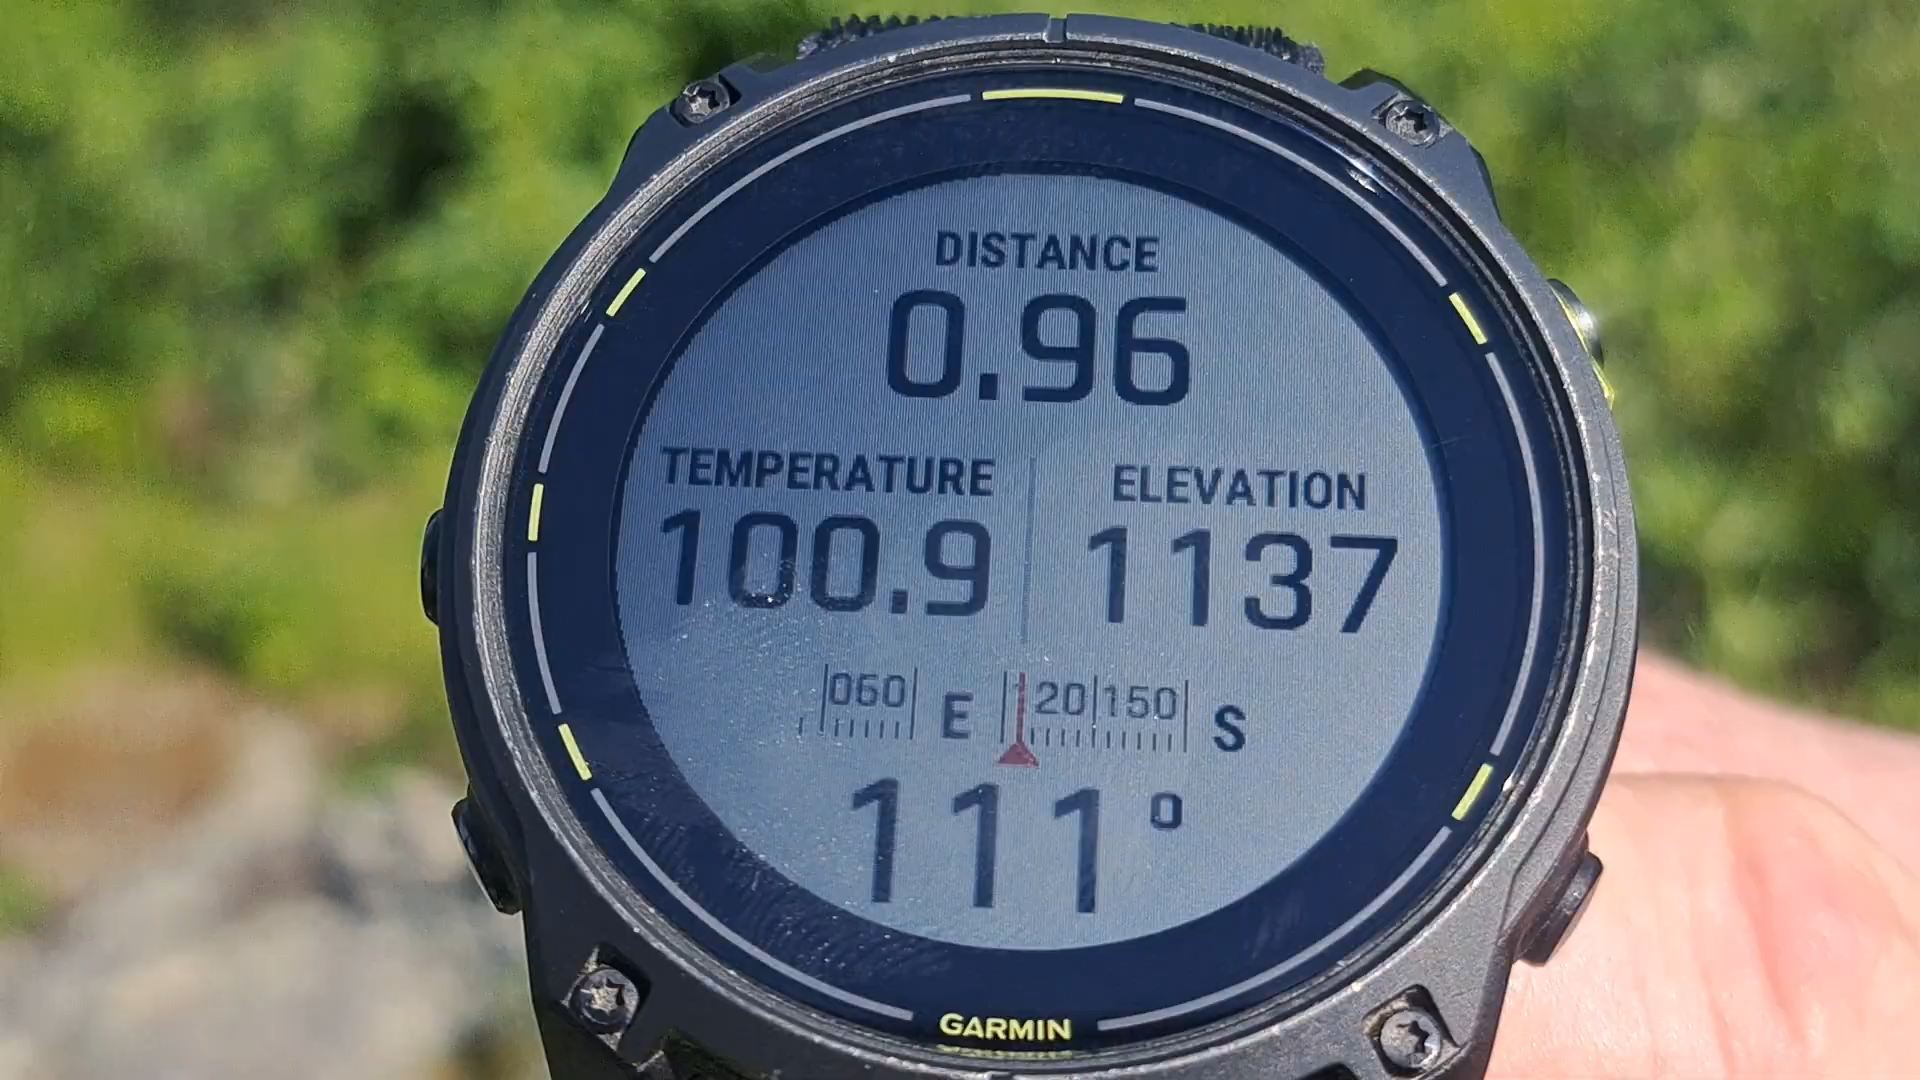 DISTANCE
0.96
TEMPERATURE ELEVATION
100.9 1137
060 E 120 150 S
111°
GARMIN